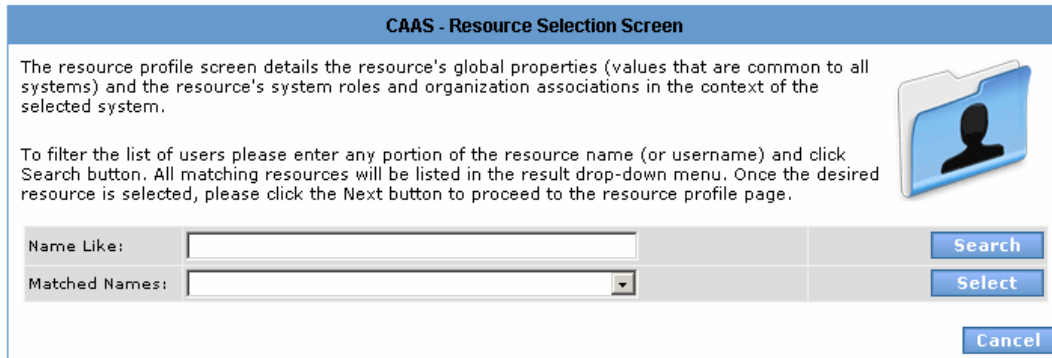 CAAS - Resource Selection Screen
The resource profile screen details the resource's global properties (values that are common to all
systems) and the resource's system roles and organization associations in the context of the
selected system.
To filter the list of users please enter any portion of the resource name (or username) and click
Search button. All matching resources will be listed in the result drop-down menu. Once the desired
resource is selected, please click the Next button to proceed to the resource profile page.
Name Like: Search
Matched Names: Select
Cancel